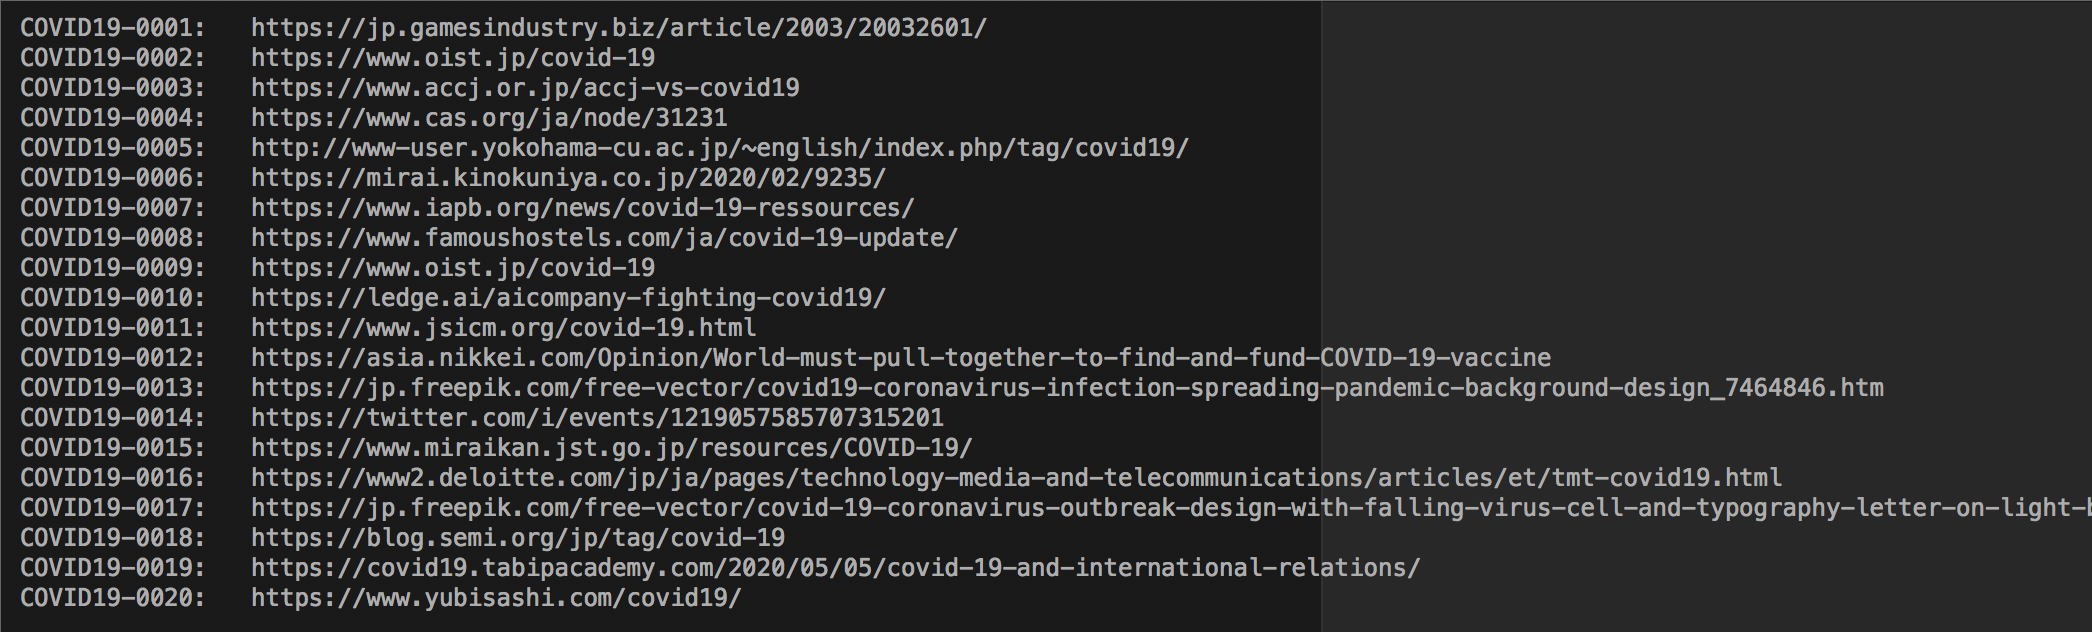 COVID19-0001: https://jp.gamesindustry.biz/article/2003/20032601/
COVID19-0002: https://www.oist.jp/covid-19
COVID19-0003: https://www.accj.or.jp/accj-vs-covid19
COVID19-0004: https://www.cas.org/ja/node/31231
COVID19-0005: http://www-user.yokohama-cu.ac.jp/~english/index.php/tag/covid19/
COVID19-0006: https://mirai.kinokuniya.co.jp/2020/02/9235/
COVID19-0007: https://www.iapb.org/news/covid-19-ressources/
COVID19-0008: https://www.famoushostels.com/ja/covid-19-update/
COVID19-0009: https://www.oist.jp/covid-19
COVID19-0010: https://ledge.ai/aicompany-fighting-covid19/
COVID19-0011: https://www.jsicm.org/covid-19.html
COVID19-0012: https://asia.nikkei.com/Opinion/World-must-pull-together-to-find-and-fund-COVID-19-vaccine
COVID19-0013: https://jp.freepik.com/free-vector/covid19-coronavirus-infection-spreading-pandemic-background-design_7464846.htm
COVID19-0014: https://twitter.com/i/events/1219057585707315201
COVID19-0015: https://www.miraikan.jst.go.jp/resources/COVID-19/
COVID19-0016: https://www2.deloitte.com/jp/ja/pages/technology-media-and-telecommunications/articles/et/tmt-covid19.html
COVID19-0017: https://jp.freepik.com/free-vector/covid-19-coronavirus-outbreak-design-with-falling-virus-cell-and-typography-letter-on-light-b
COVID19-0018: https://blog.semi.org/jp/tag/covid-19
COVID19-0019: https://covid19.tabipacademy.com/2020/05/05/covid-19-and-international-relations/
COVID19-0020: https://www.yubisashi.com/covid19/